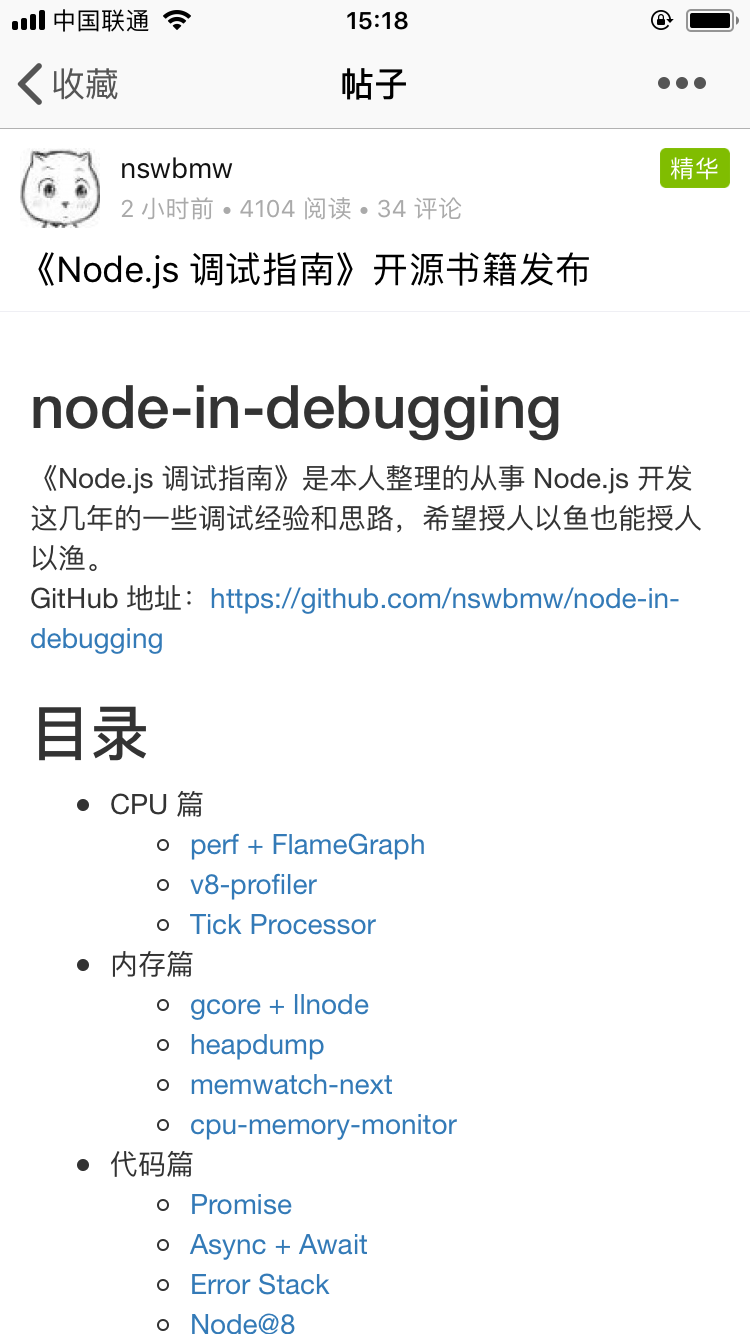 中国联通
15:18
收藏
帖子
nswbmw
精华
2 小时前 • 4104 阅读 • 34 评论
《Node.js 调试指南》开源书籍发布
node-in-debugging
《Node.js 调试指南》是本人整理的从事 Node.js 开发
这几年的一些调试经验和思路，希望授人以鱼也能授人
以渔。
GitHub 地址：https://github.com/nswbmw/node-in-
debugging
目录
CPU 篇
perf + FlameGraph
v8-profiler
Tick Processor
内存篇
gcore + llnode
heapdump
memwatch-next
cpu-memory-monitor
代码篇
Promise
Async + Await
Error Stack
Node@8